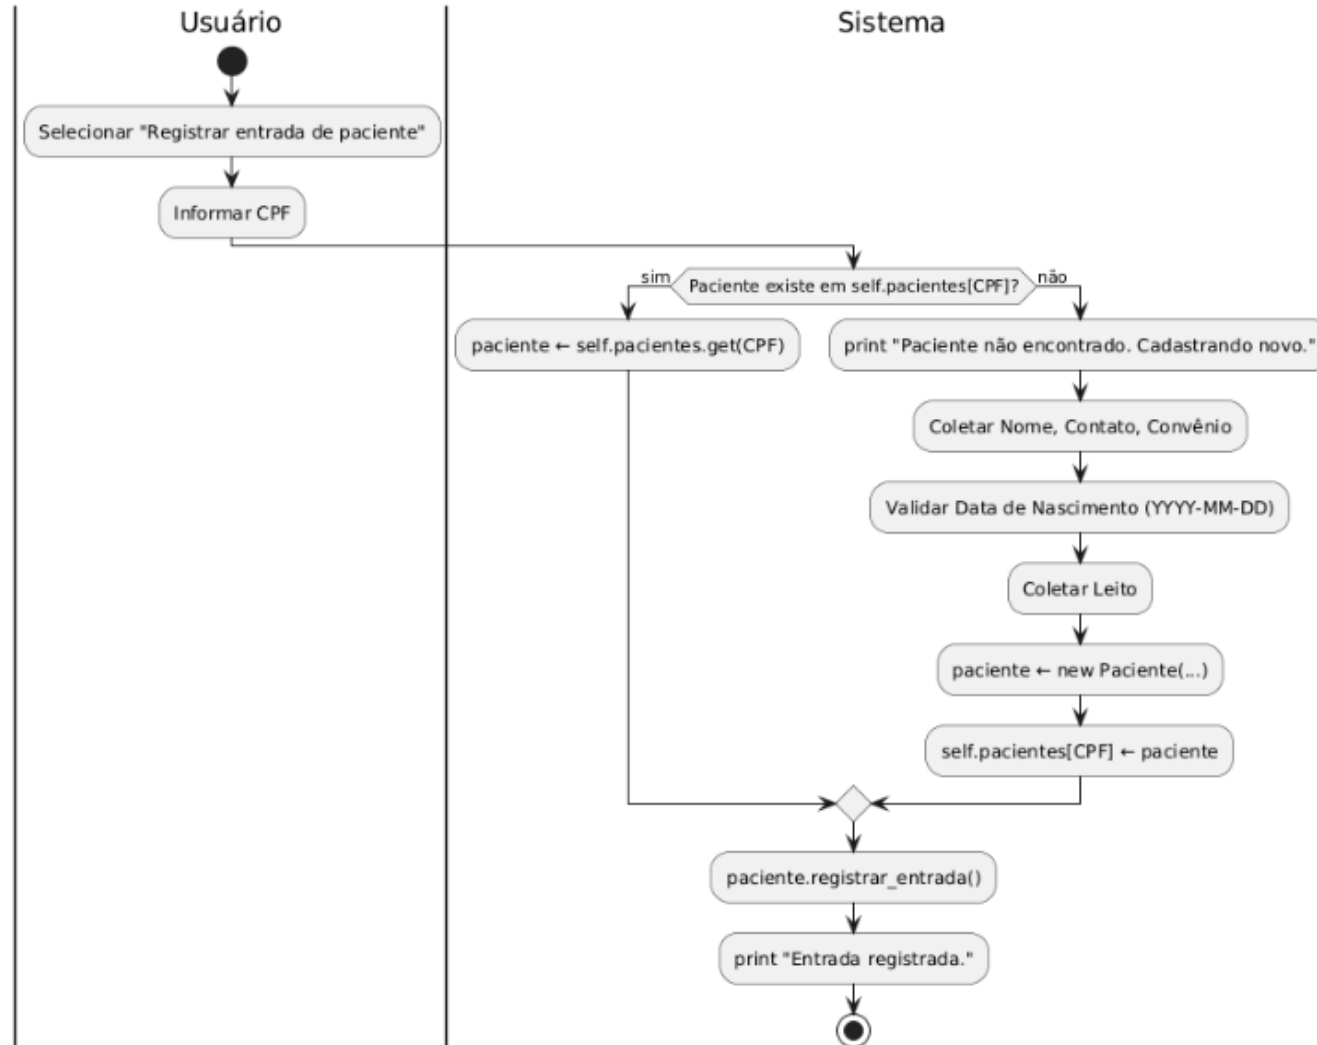 Usuário
Sistema
Selecionar "Registrar entrada de paciente"
Informar CPF
sim
Paciente existe em self.pacientes[CPF]?
não
paciente ← self.pacientes.get(CPF)
print "Paciente não encontrado. Cadastrando novo."
Coletar Nome, Contato, Convênio
Validar Data de Nascimento (YYYY-MM-DD)
Coletar Leito
paciente ← new Paciente(...)
self.pacientes[CPF] ← paciente
paciente.registrar_entrada()
print "Entrada registrada."